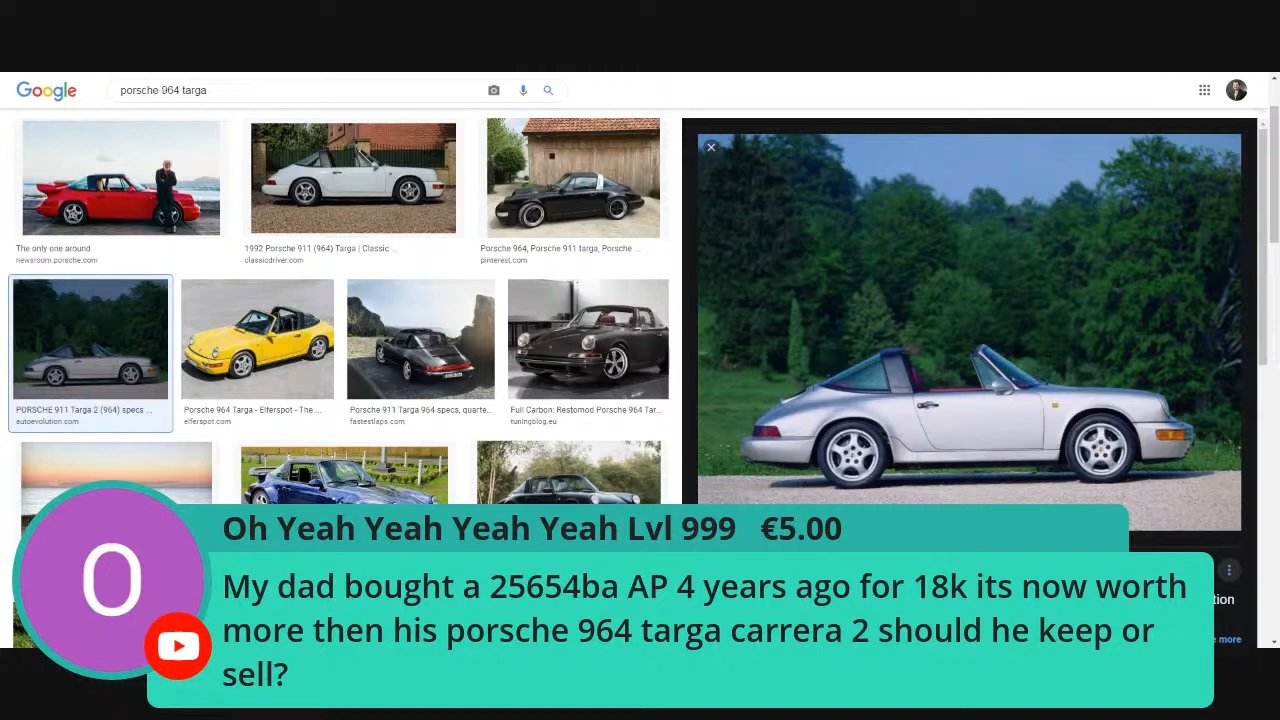 Google
porsche 964 targa
The only one around
newsroom.porsche.com
1992 Porsche 911 (964) Targa | Classic ...
classicdriver.com
Porsche 964, Porsche 911 targa, Porsche ...
pinterest.com
PORSCHE 911 Targa 2 (964) specs ...
autoevolution.com
Porsche 964 Targa - Elferspot - The ...
elferspot.com
Porsche 911 Targa 964 specs, quarte...
fastestlaps.com
Full Carbon: Restomod Porsche 964 Tar...
tuningblog.eu
Oh Yeah Yeah Yeah Yeah Lvl 999 €5.00
O
My dad bought a 25654ba AP 4 years ago for 18k its now worth
more then his porsche 964 targa carrera 2 should he keep or
sell?